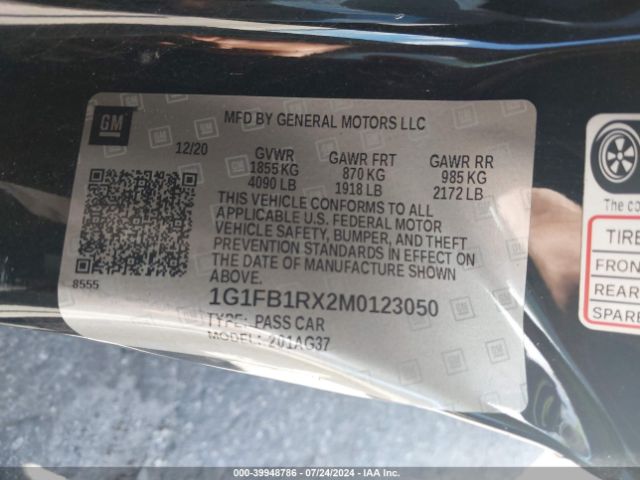 GM
MFD BY GENERAL MOTORS LLC
12/20
GVWR
1855 KG
4090 LB
GAWR FRT
870 KG
1918 LB
GAWR RR
985 KG
2172 LB
THIS VEHICLE CONFORMS TO ALL
APPLICABLE U.S. FEDERAL MOTOR
VEHICLE SAFETY, BUMPER, AND THEFT
PREVENTION STANDARDS IN EFFECT ON
THE DATE OF MANUFACTURE SHOWN
ABOVE.
8555
1G1FB1RX2M0123050
TYPE: PASS CAR
MODEL: 201AG37
The co
TIRE
FRON
REAR
SPARE
000-39948786 - 07/24/2024 - IAA Inc.